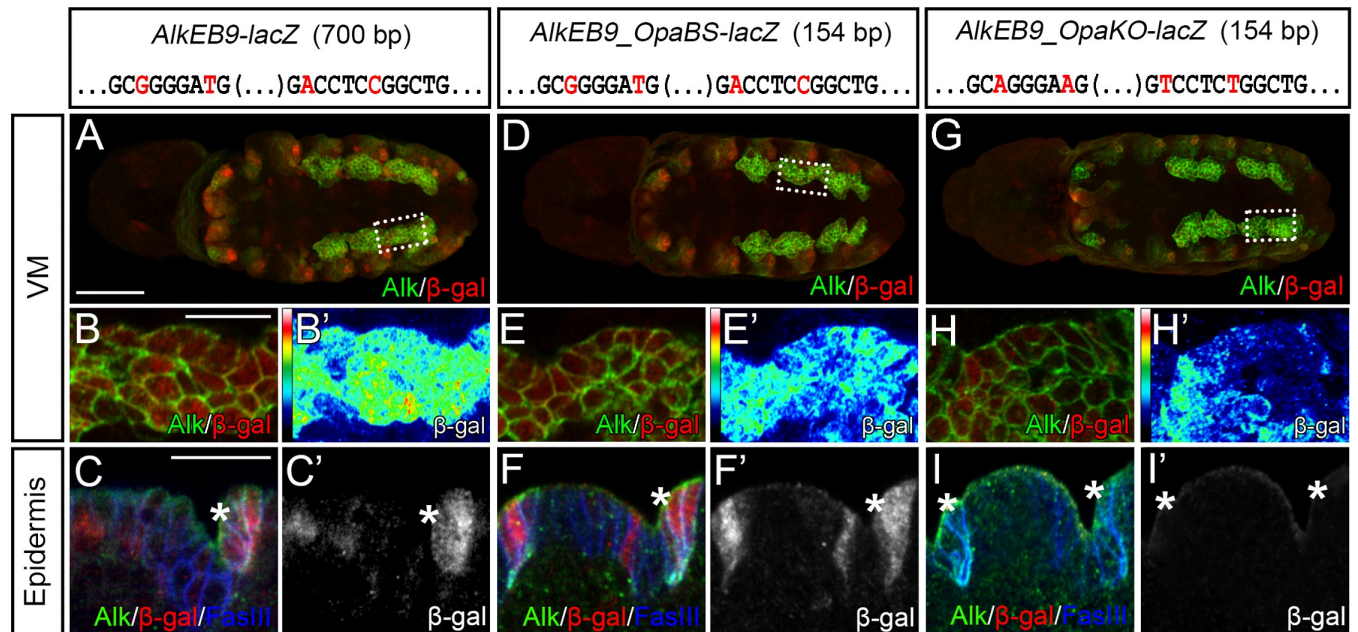 AlkEB9-lacZ (700 bp)
...GCGGGGATG(...)GACCTCCGGCTG...
AlkEB9_OpaBS-lacZ (154 bp)
...GCGGGGATG(...)GACCTCCGGCTG...
AlkEB9_OpaKO-lacZ (154 bp)
...GCAGGGAAG(...)GTCCTCTGGCTG...
VM
A
Alk/β-gal
D
Alk/β-gal
G
Alk/β-gal
B
Alk/β-gal
B’
β-gal
E
Alk/β-gal
E’
β-gal
H
Alk/β-gal
H’
β-gal
Epidermis
C
*
Alk/β-gal/FasIII
C’
*
β-gal
F
*
Alk/β-gal/FasIII
F’
*
β-gal
I
* *
Alk/β-gal/FasIII
I’
* *
β-gal